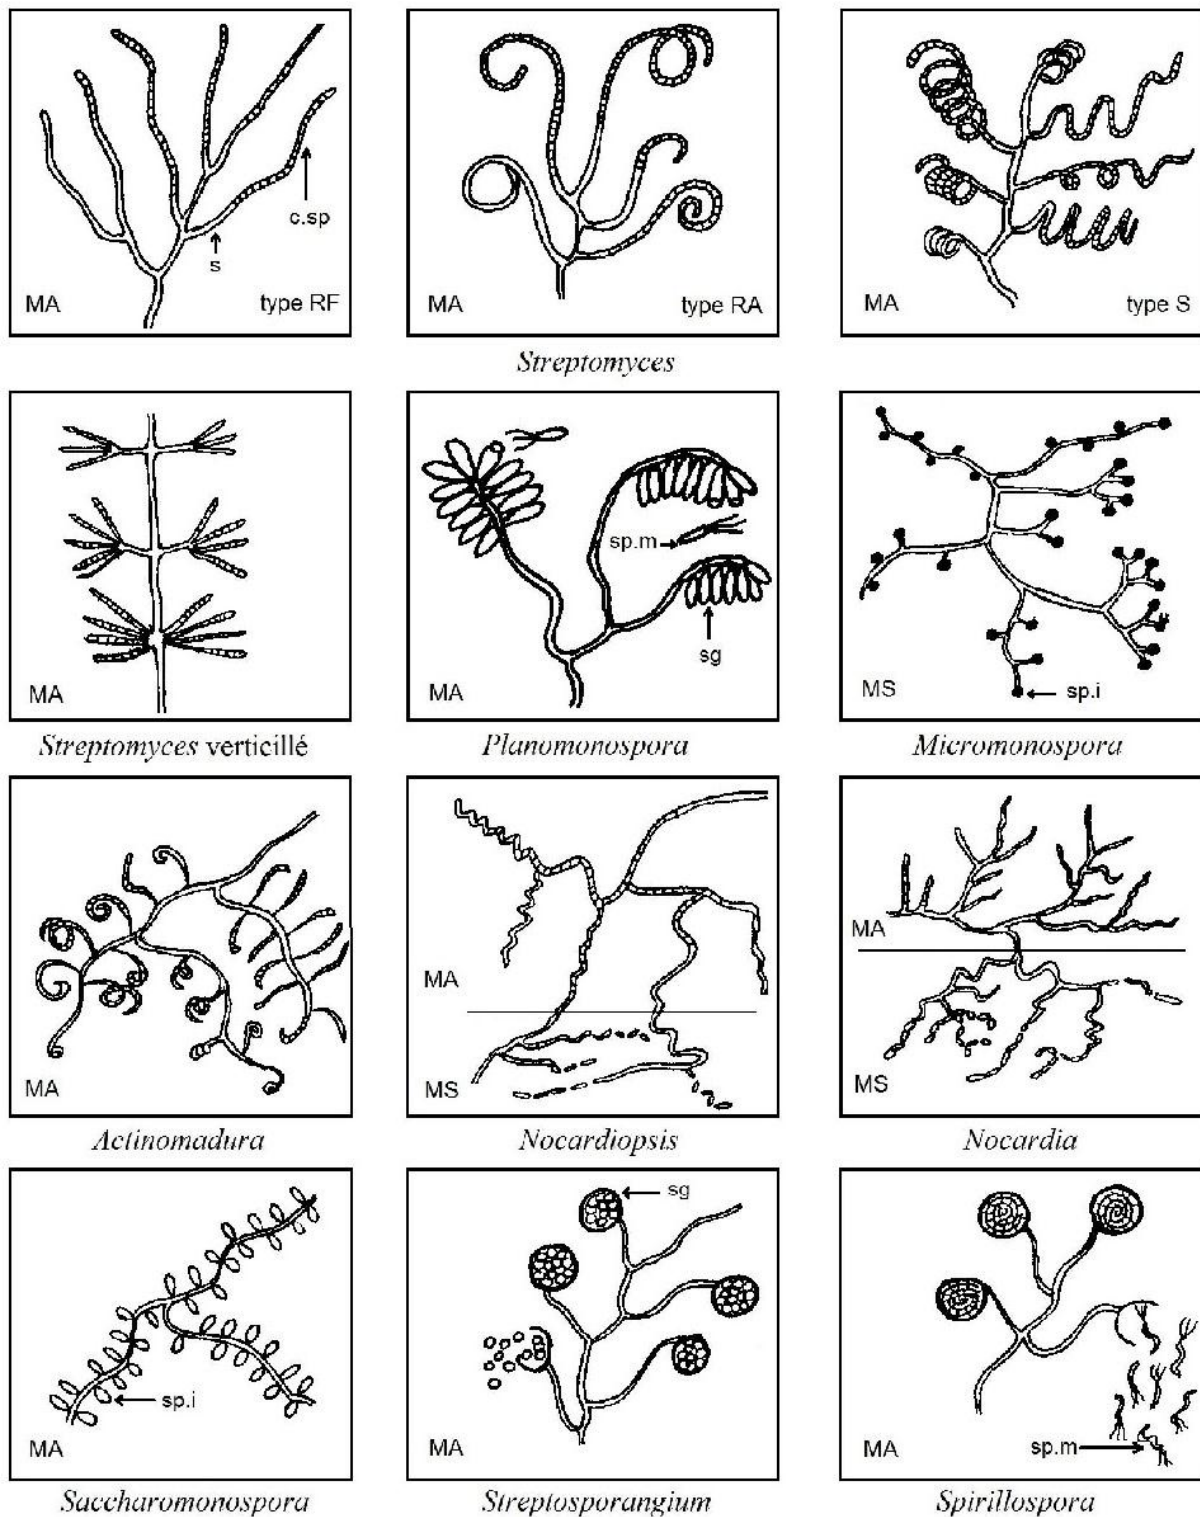 c.sp
s
MA type RF
MA type RA
MA type S
Streptomyces
MA
sp.m
sg
MA
MS sp.i
Streptomyces verticillé
Planomonospora
Micromonospora
MA
MA
MS
MA
MS
Actinomadura
Nocardiopsis
Nocardia
sp.i
MA
sg
MA
sp.m
MA
Saccharomonospora
Streptosporangium
Spirillospora